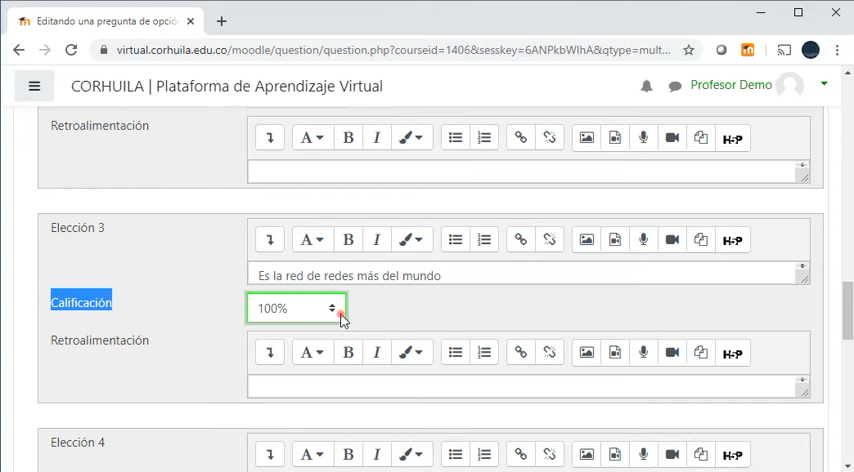 Editando una pregunta de opció
virtual.corhuila.edu.co/moodle/question/question.php?courseid=1406&sesskey=6ANPkbWIhA&qtype=mult...
CORHUILA | Plataforma de Aprendizaje Virtual
Profesor Demo
Retroalimentación
A B I
H-P
Elección 3
A B I
H-P
Es la red de redes más del mundo
Calificación
100%
Retroalimentación
A B I
H-P
Elección 4
A B I
H-P